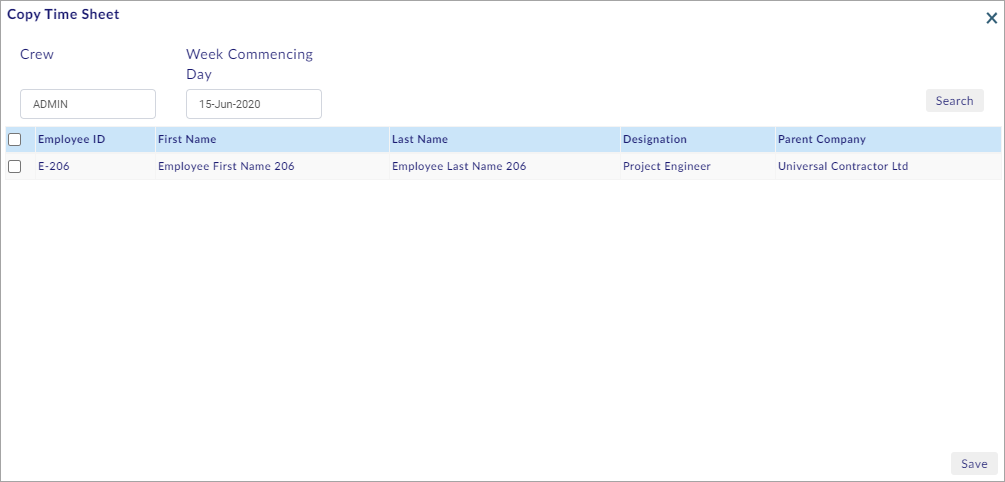 Copy Time Sheet
Crew
Week Commencing
Day
ADMIN
15-Jun-2020
Search
Employee ID First Name Last Name Designation Parent Company
E-206 Employee First Name 206 Employee Last Name 206 Project Engineer Universal Contractor Ltd
Save